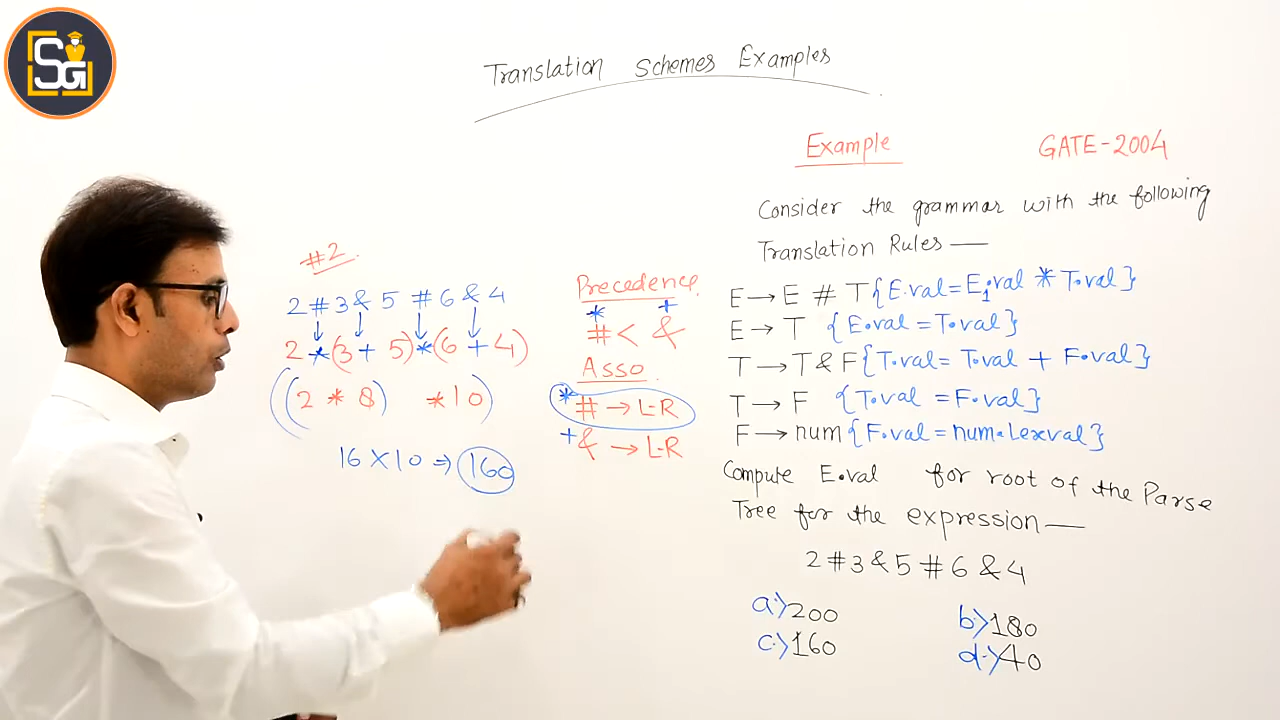 SG
Translation Schemes Examples
Example GATE-2004
Consider the grammar with the following
Translation Rules —
E → E # T {E.val = E1.val * T.val}
E → T {E.val = T.val}
T → T & F {T.val = T.val + F.val}
T → F {T.val = F.val}
F → num {F.val = num.Lexval}
Compute E.val for root of the Parse
Tree for the expression —
2 # 3 & 5 # 6 & 4
a.) 200 b.) 180
c.) 160 d.) 40
#2
2 # 3 & 5 # 6 & 4
2 * (3 + 5) * (6 + 4)
((2 * 8) * 10)
16 X 10 ⇒ 160
Precedence
* +
# < &
Asso
* # → L-R
+ & → L-R